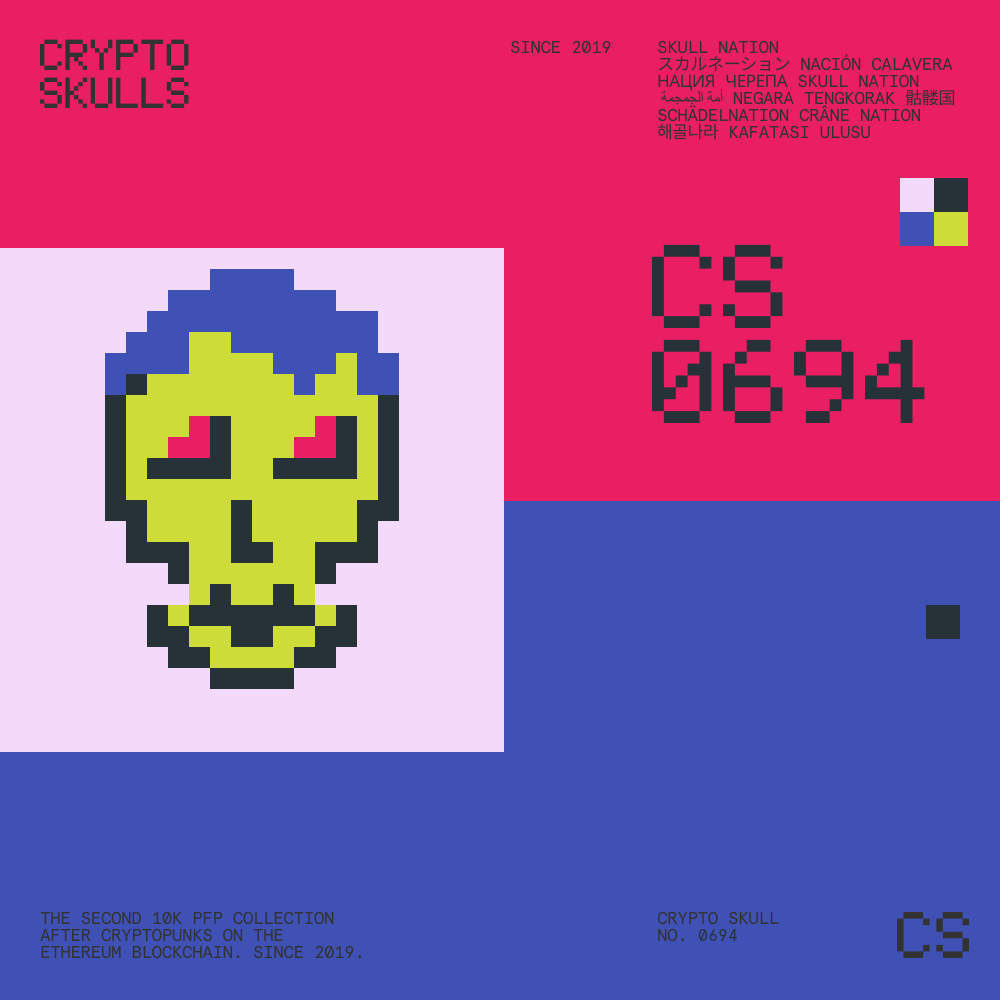 CRYPTO
SKULLS
SINCE 2019
SKULL NATION
スカルネーション NACIÓN CALAVERA
НАЦИЯ ЧЕРЕПА SKULL NATION
أمة الجمجمة NEGARA TENGKORAK 骷髅国
SCHÄDELNATION CRÂNE NATION
해골나라 KAFATASI ULUSU
CS
0694
THE SECOND 10K PFP COLLECTION
AFTER CRYPTOPUNKS ON THE
ETHEREUM BLOCKCHAIN. SINCE 2019.
CRYPTO SKULL
NO. 0694
CS